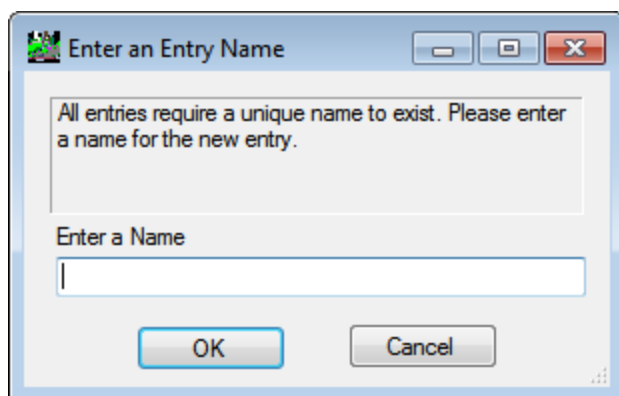 Enter an Entry Name
All entries require a unique name to exist. Please enter
a name for the new entry.
Enter a Name
OK
Cancel